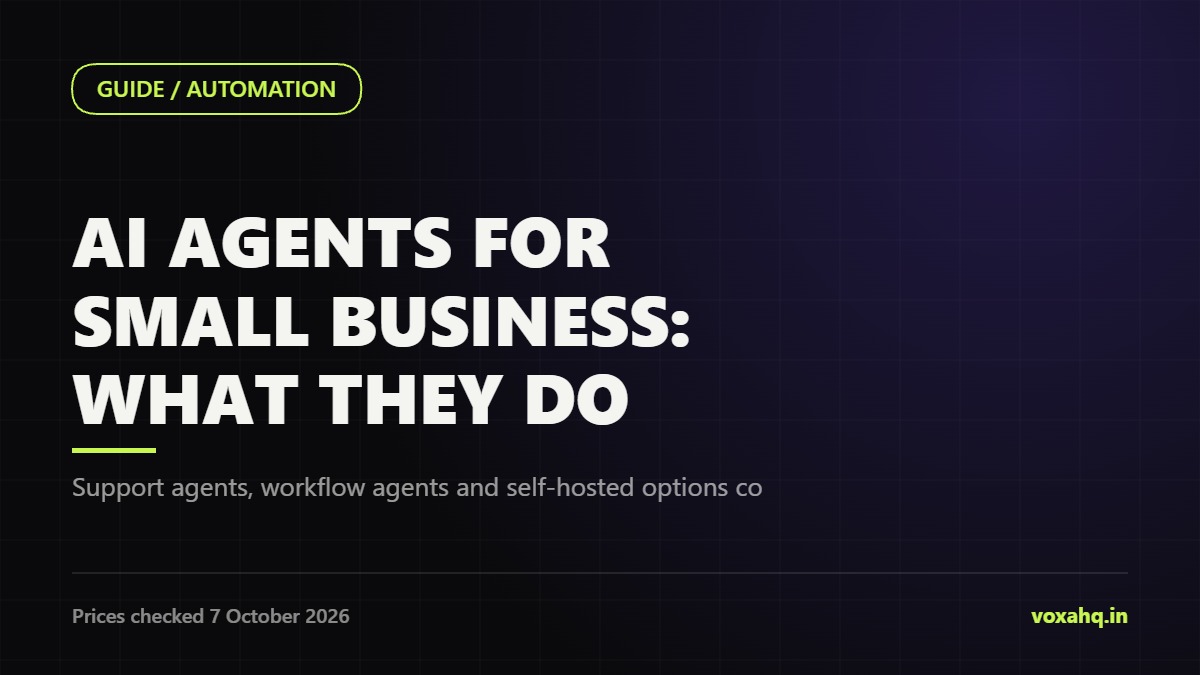 GUIDE / AUTOMATION
AI AGENTS FOR
SMALL BUSINESS:
WHAT THEY DO
Support agents, workflow agents and self-hosted options co
Prices checked 7 October 2026
voxahq.in